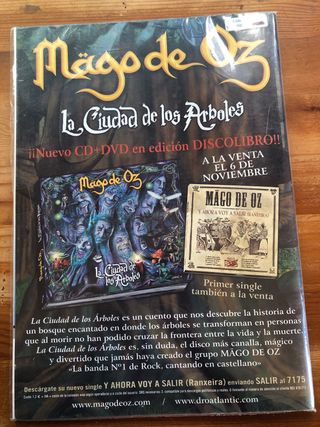 Mägo de Oz
La Ciudad de los Árboles
¡¡Nuevo CD+DVD en edición DISCOLIBRO!!
A LA VENTA
EL 6 DE
NOVIEMBRE
Mägo de Oz
La Ciudad de
los Árboles
MÄGO DE OZ
Y AHORA VOY A SALIR (RANXEIRA)
Primer single
también a la venta
La Ciudad de los Árboles es un cuento que nos descubre la historia de
un bosque encantado en donde los árboles se transforman en personas
que al morir no han podido cruzar la frontera entre la vida y la muerte.
La Ciudad de los Árboles es, sin duda, el disco más canalla, mágico
y divertido que jamás haya creado el grupo MÄGO DE OZ
«La banda Nº1 de Rock, cantando en castellano»
Descárgate su nuevo single Y AHORA VOY A SALIR (Ranxeira) enviando SALIR al 7175
www.magodeoz.com / www.droatlantic.com